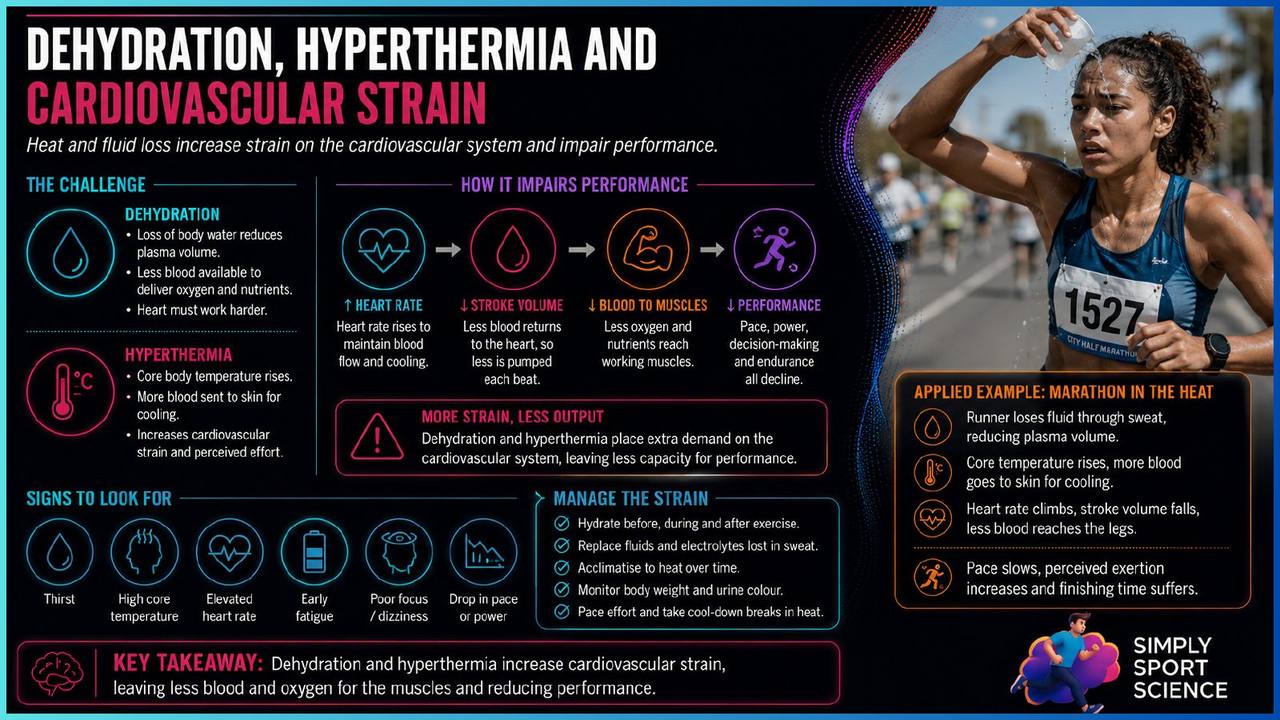 DEHYDRATION, HYPERTHERMIA AND
CARDIOVASCULAR STRAIN
Heat and fluid loss increase strain on the cardiovascular system and impair performance.
THE CHALLENGE
DEHYDRATION
• Loss of body water reduces
plasma volume.
• Less blood available to
deliver oxygen and nutrients.
• Heart must work harder.
°C
HYPERTHERMIA
• Core body temperature rises.
• More blood sent to skin for
cooling.
• Increases cardiovascular
strain and perceived effort.
HOW IT IMPAIRS PERFORMANCE
↑ HEART RATE
Heart rate rises to
maintain blood
flow and cooling.
↓ STROKE VOLUME
Less blood returns
to the heart, so
less is pumped
each beat.
↓ BLOOD TO MUSCLES
Less oxygen and
nutrients reach
working muscles.
↓ PERFORMANCE
Pace, power,
decision-making
and endurance
all decline.
MORE STRAIN, LESS OUTPUT
Dehydration and hyperthermia place extra demand on the
cardiovascular system, leaving less capacity for performance.
SIGNS TO LOOK FOR
Thirst
High core
temperature
Elevated
heart rate
Early
fatigue
Poor focus
/ dizziness
Drop in pace
or power
MANAGE THE STRAIN
Hydrate before, during and after exercise.
Replace fluids and electrolytes lost in sweat.
Acclimatise to heat over time.
Monitor body weight and urine colour.
Pace effort and take cool-down breaks in heat.
KEY TAKEAWAY: Dehydration and hyperthermia increase cardiovascular strain,
leaving less blood and oxygen for the muscles and reducing performance.
1527
CITY HALF MARATHON
APPLIED EXAMPLE: MARATHON IN THE HEAT
Runner loses fluid through sweat,
reducing plasma volume.
°C
Core temperature rises, more blood
goes to skin for cooling.
Heart rate climbs, stroke volume falls,
less blood reaches the legs.
Pace slows, perceived exertion
increases and finishing time suffers.
SIMPLY
SPORT
SCIENCE